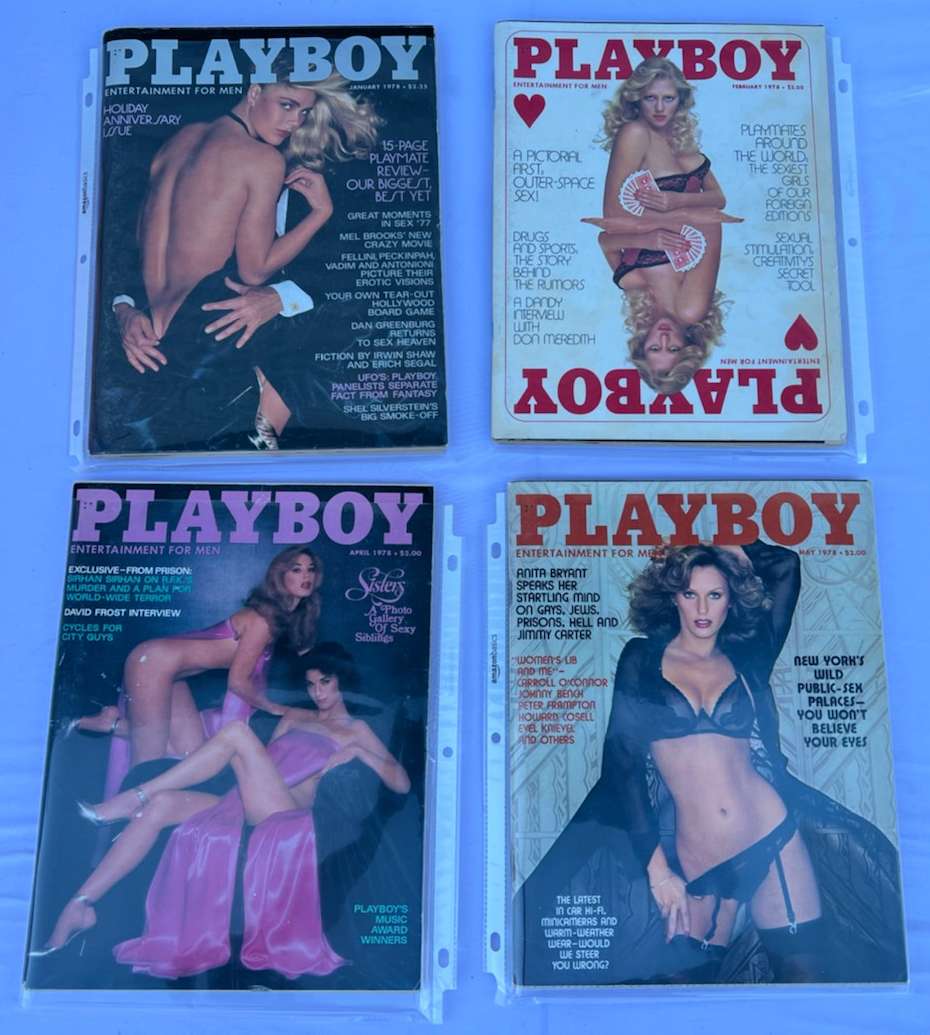 PLAYBOY
ENTERTAINMENT FOR MEN
JANUARY 1978 • $2.25
HOLIDAY
ANNIVERSARY
ISSUE
15-PAGE
PLAYMATE
REVIEW—
OUR BIGGEST,
BEST YET
GREAT MOMENTS
IN SEX '77
MEL BROOKS' NEW
CRAZY MOVIE
FELLINI, PECKINPAH,
VADIM AND ANTONIONI
PICTURE THEIR
EROTIC VISIONS
YOUR OWN TEAR-OUT
HOLLYWOOD
BOARD GAME
DAN GREENBURG
RETURNS
TO SEX HEAVEN
FICTION BY IRWIN SHAW
AND ERICH SEGAL
UFO'S: PLAYBOY
PANELISTS SEPARATE
FACT FROM FANTASY
SHEL SILVERSTEIN'S
BIG SMOKE-OFF
amazonbasics
PLAYBOY
ENTERTAINMENT FOR MEN
FEBRUARY 1978 • $2.00
A PICTORIAL
FIRST,
OUTER-SPACE
SEX!
DRUGS
AND SPORTS,
THE STORY
BEHIND
THE RUMORS
A DANDY
INTERVIEW
WITH
DON MEREDITH
PLAYMATES
AROUND
THE WORLD,
THE SEXIEST
GIRLS
OF OUR
FOREIGN
EDITIONS
SEXUAL
STIMULATION,
CREATIVITY'S
SECRET
TOOL
ENTERTAINMENT FOR MEN
PLAYBOY
PLAYBOY
ENTERTAINMENT FOR MEN
APRIL 1978 • $2.00
EXCLUSIVE—FROM PRISON:
SIRHAN SIRHAN ON R.F.K.'S
MURDER AND A PLAN FOR
WORLD-WIDE TERROR
DAVID FROST INTERVIEW
CYCLES FOR
CITY GUYS
Sisters
A Photo
Gallery
Of Sexy
Siblings
PLAYBOY'S
MUSIC
AWARD
WINNERS
PLAYBOY
ENTERTAINMENT FOR MEN
MAY 1978 • $2.00
ANITA BRYANT
SPEAKS HER
STARTLING MIND
ON GAYS, JEWS,
PRISONS, HELL AND
JIMMY CARTER
"WOMEN'S LIB
AND ME"—
CARROLL O'CONNOR
JOHNNY BENCH
PETER FRAMPTON
HOWARD COSELL
EVEL KNIEVEL
AND OTHERS
NEW YORK'S
WILD
PUBLIC-SEX
PALACES—
YOU WON'T
BELIEVE
YOUR EYES
THE LATEST
IN CAR HI-FI,
MINICAMERAS AND
WARM-WEATHER
WEAR—WOULD
WE STEER
YOU WRONG?
amazonbasics